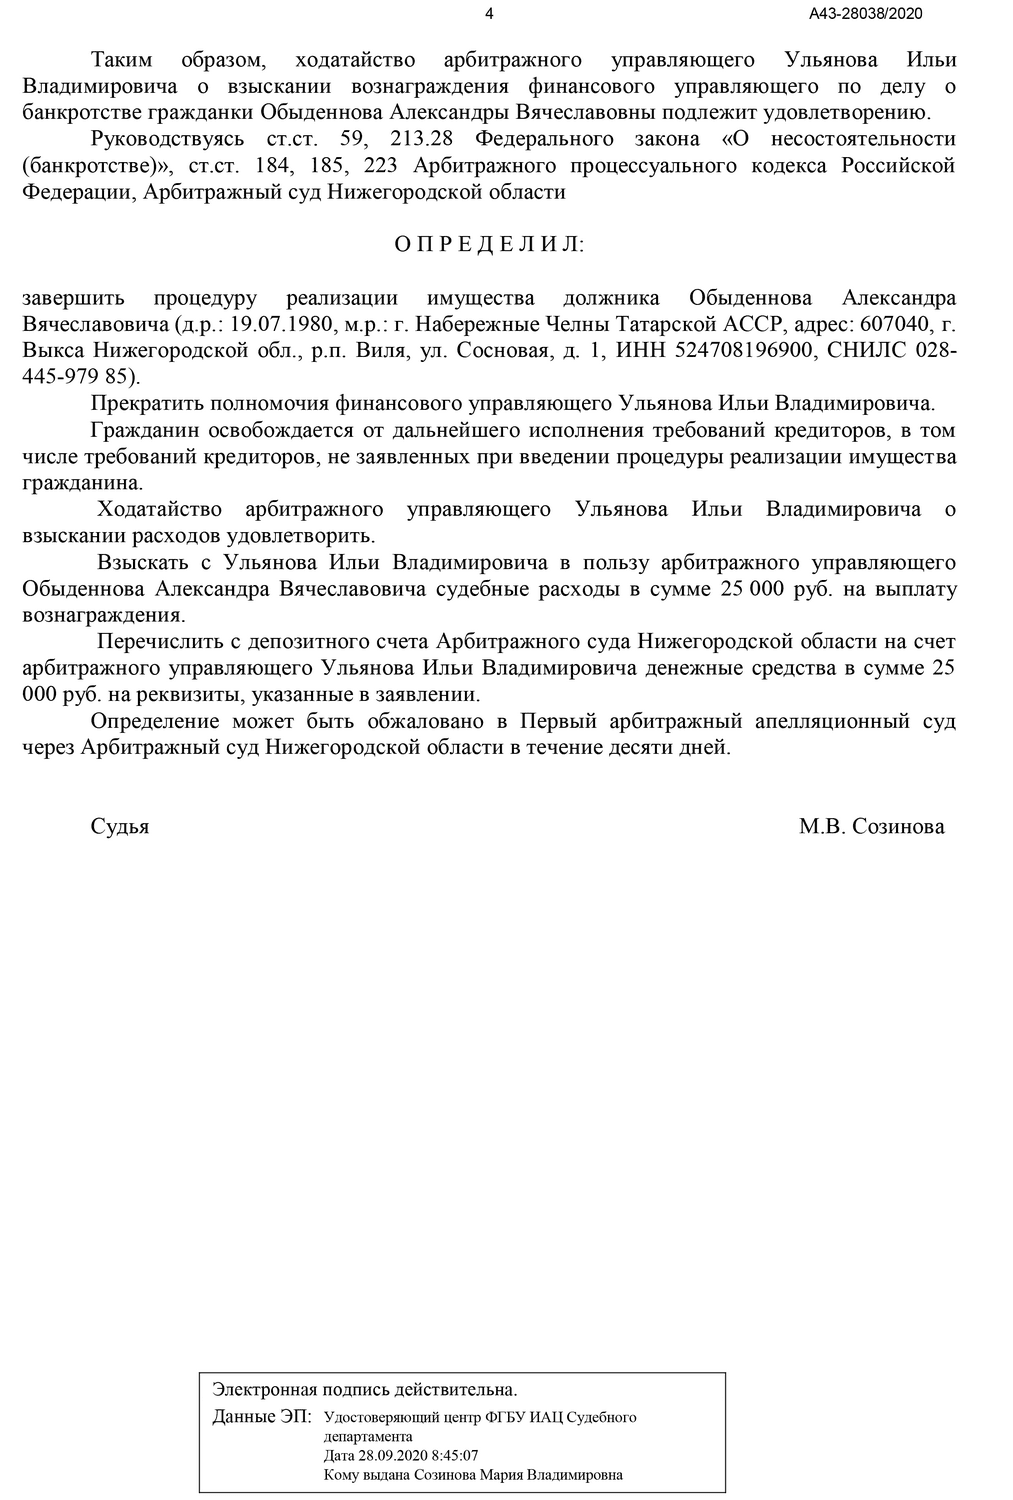 4 А43-28038/2020
Таким образом, ходатайство арбитражного управляющего Ульянова Ильи
Владимировича о взыскании вознаграждения финансового управляющего по делу о
банкротстве гражданки Обыденнова Александры Вячеславовны подлежит удовлетворению.
Руководствуясь ст.ст. 59, 213.28 Федерального закона «О несостоятельности
(банкротстве)», ст.ст. 184, 185, 223 Арбитражного процессуального кодекса Российской
Федерации, Арбитражный суд Нижегородской области
О П Р Е Д Е Л И Л:
завершить процедуру реализации имущества должника Обыденнова Александра
Вячеславовича (д.р.: 19.07.1980, м.р.: г. Набережные Челны Татарской АССР, адрес: 607040, г.
Выкса Нижегородской обл., р.п. Виля, ул. Сосновая, д. 1, ИНН 524708196900, СНИЛС 028-
445-979 85).
Прекратить полномочия финансового управляющего Ульянова Ильи Владимировича.
Гражданин освобождается от дальнейшего исполнения требований кредиторов, в том
числе требований кредиторов, не заявленных при введении процедуры реализации имущества
гражданина.
Ходатайство арбитражного управляющего Ульянова Ильи Владимировича о
взыскании расходов удовлетворить.
Взыскать с Ульянова Ильи Владимировича в пользу арбитражного управляющего
Обыденнова Александра Вячеславовича судебные расходы в сумме 25 000 руб. на выплату
вознаграждения.
Перечислить с депозитного счета Арбитражного суда Нижегородской области на счет
арбитражного управляющего Ульянова Ильи Владимировича денежные средства в сумме 25
000 руб. на реквизиты, указанные в заявлении.
Определение может быть обжаловано в Первый арбитражный апелляционный суд
через Арбитражный суд Нижегородской области в течение десяти дней.
Судья М.В. Созинова
Электронная подпись действительна.
Данные ЭП: Удостоверяющий центр ФГБУ ИАЦ Судебного
департамента
Дата 28.09.2020 8:45:07
Кому выдана Созинова Мария Владимировна